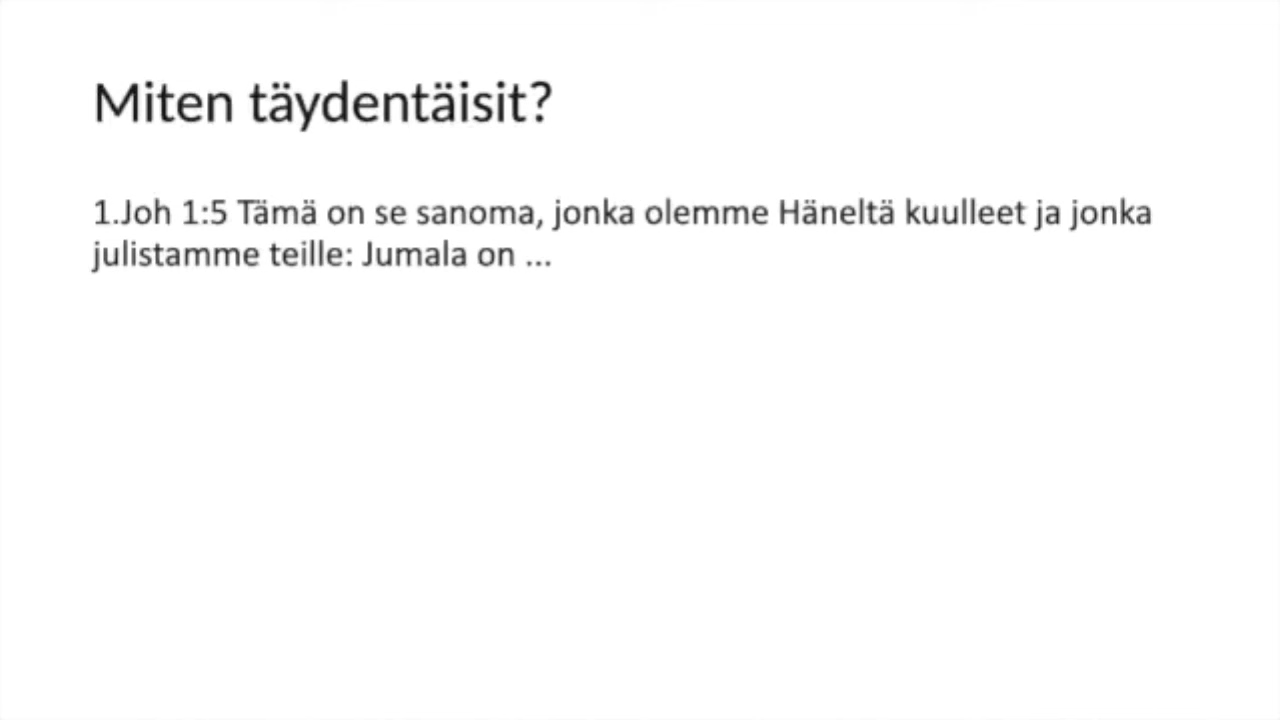 Miten täydentäisit?
1.Joh 1:5 Tämä on se sanoma, jonka olemme Häneltä kuulleet ja jonka
julistamme teille: Jumala on ...